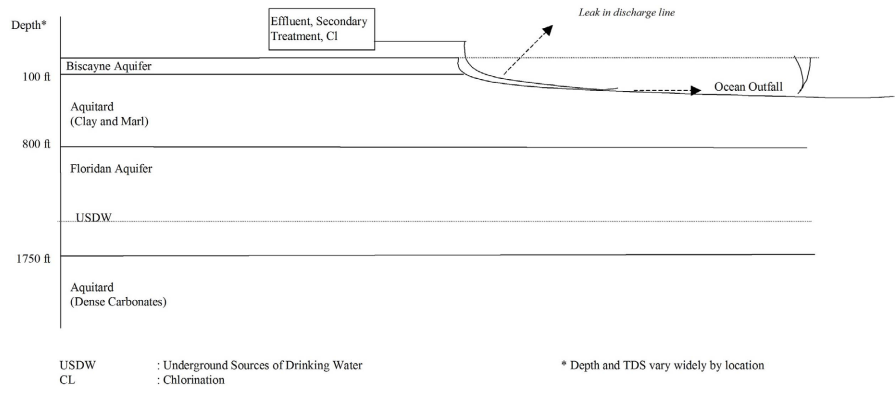 Depth*
Effluent, Secondary
Treatment, Cl
Leak in discharge line
Biscayne Aquifer
100 ft
Ocean Outfall
Aquitard
(Clay and Marl)
800 ft
Floridan Aquifer
USDW
1750 ft
Aquitard
(Dense Carbonates)
USDW : Underground Sources of Drinking Water
* Depth and TDS vary widely by location
CL : Chlorination